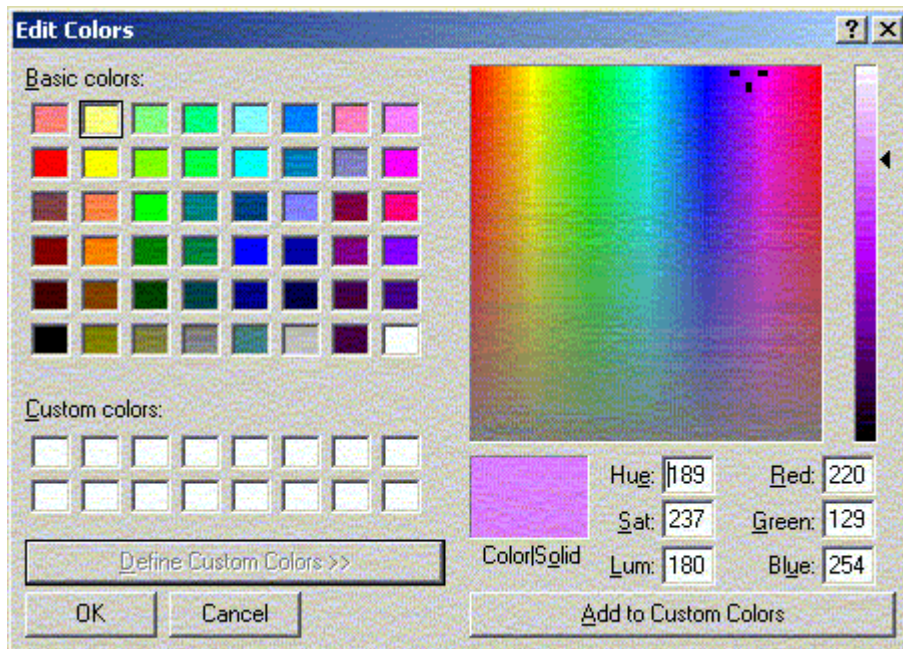 Edit Colors
Basic colors:
Custom colors:
Define Custom Colors >>
OK Cancel
Hue: 189 Red: 220
Sat: 237 Green: 129
Color|Solid
Lum: 180 Blue: 254
Add to Custom Colors